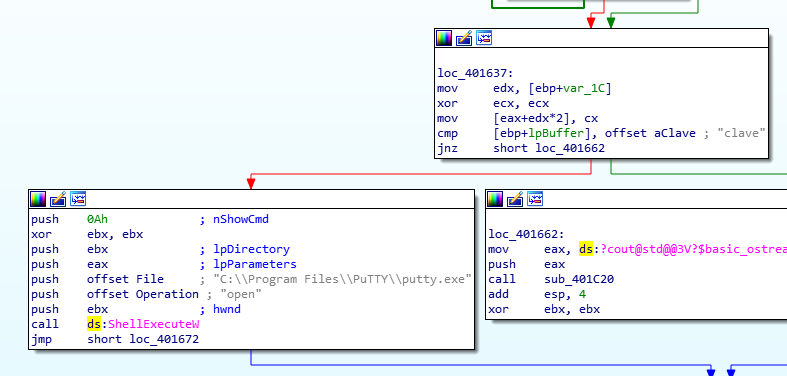 loc_401637:
mov     edx, [ebp+var_1C]
xor     ecx, ecx
mov     [eax+edx*2], cx
cmp     [ebp+lpBuffer], offset aClave ; "clave"
jnz     short loc_401662
push    0Ah             ; nShowCmd
xor     ebx, ebx
push    ebx             ; lpDirectory
push    eax             ; lpParameters
push    offset File     ; "C:\\Program Files\\PuTTY\\putty.exe"
push    offset Operation ; "open"
push    ebx             ; hwnd
call    ds:ShellExecuteW
jmp     short loc_401672
loc_401662:
mov     eax, ds:?cout@std@@3V?$basic_ostrea
push    eax
call    sub_401C20
add     esp, 4
xor     ebx, ebx